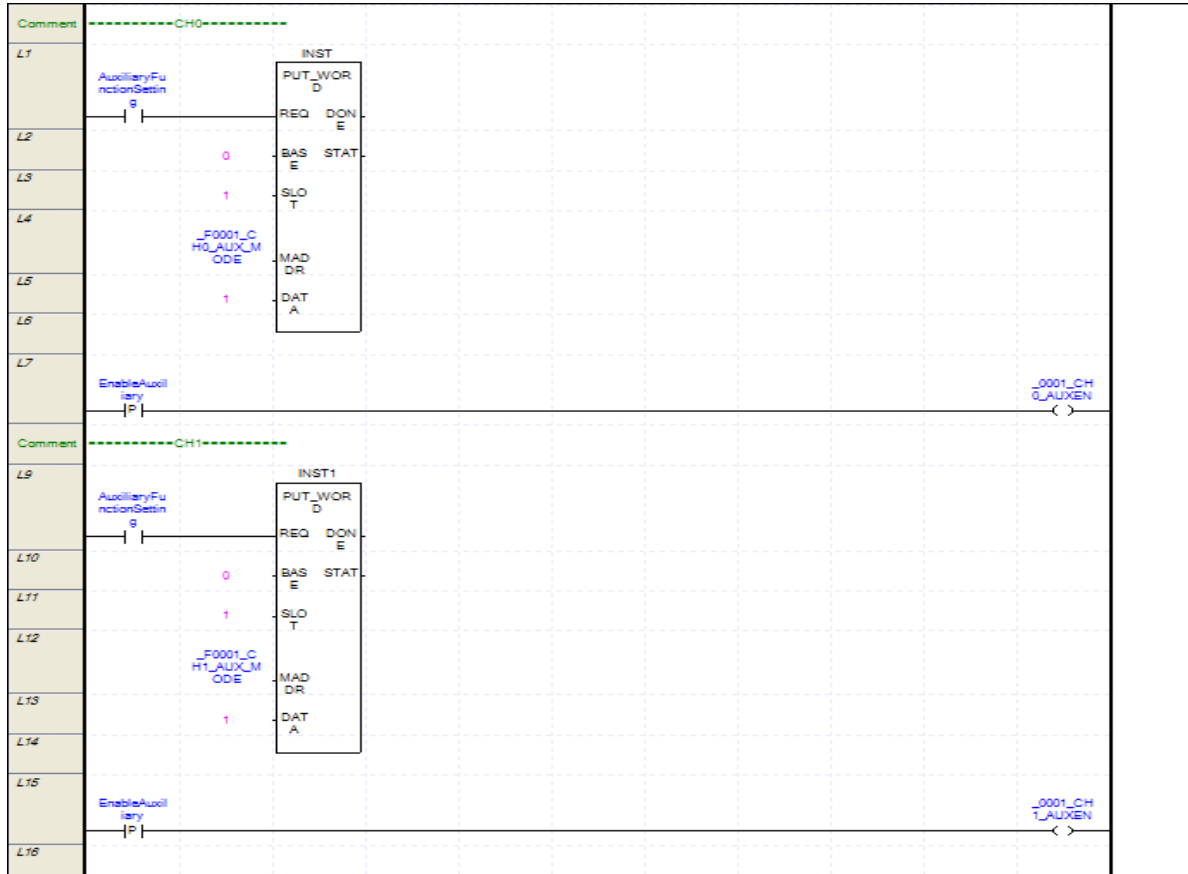 Comment ----------CH0----------
L1
INST
PUT_WOR
D
AuxiliaryFu
nctionSettin
g
REQ DON
E
L2
0 BAS STAT
E
L3
1 SLO
T
L4
_F0001_C
H0_AUX_M
ODE MAD
DR
L5
1 DAT
A
L6
L7
EnableAuxil
iary
P
_0001_CH
0_AUXEN
Comment ----------CH1----------
L9
INST1
PUT_WOR
D
AuxiliaryFu
nctionSettin
g
REQ DON
E
L10
0 BAS STAT
E
L11
1 SLO
T
L12
_F0001_C
H1_AUX_M
ODE MAD
DR
L13
1 DAT
A
L14
L15
EnableAuxil
iary
P
_0001_CH
1_AUXEN
L16